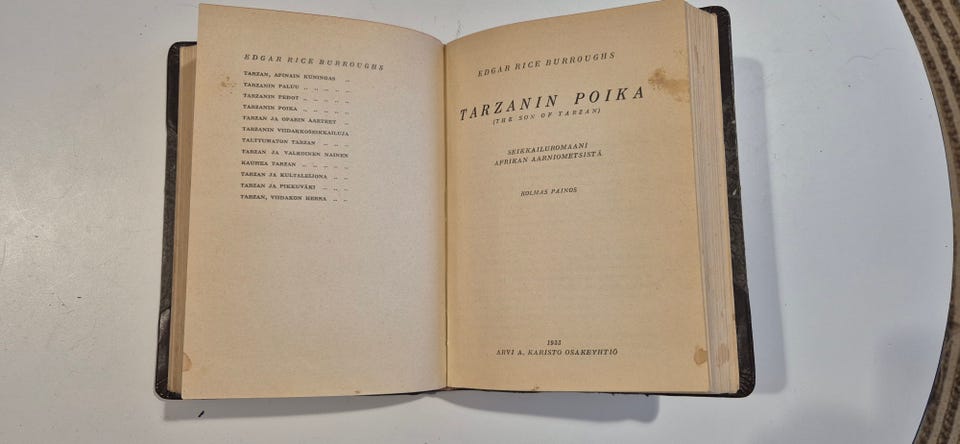 EDGAR RICE BURROUGHS
TARZAN, APINAIN KUNINGAS ..
TARZANIN PALUU .. .. .. .. ..
TARZANIN PEDOT .. .. .. .. ..
TARZANIN POIKA .. .. .. .. ..
TARZAN JA OPARIN AARTEET ..
TARZANIN VIIDAKKOSEIKKAILUJA
TALTTUMATON TARZAN .. .. ..
TARZAN JA VALKOINEN NAINEN
KAUHEA TARZAN .. .. .. .. ..
TARZAN JA KULTALEIJONA .. ..
TARZAN JA PIKKUVÄKI .. .. ..
TARZAN, VIIDAKON HERRA .. ..
EDGAR RICE BURROUGHS
TARZANIN POIKA
(THE SON OF TARZAN)
SEIKKAILUROMAANI
AFRIKAN AARNIOMETSISTÄ
KOLMAS PAINOS
1933
ARVI A. KARISTO OSAKEYHTIÖ